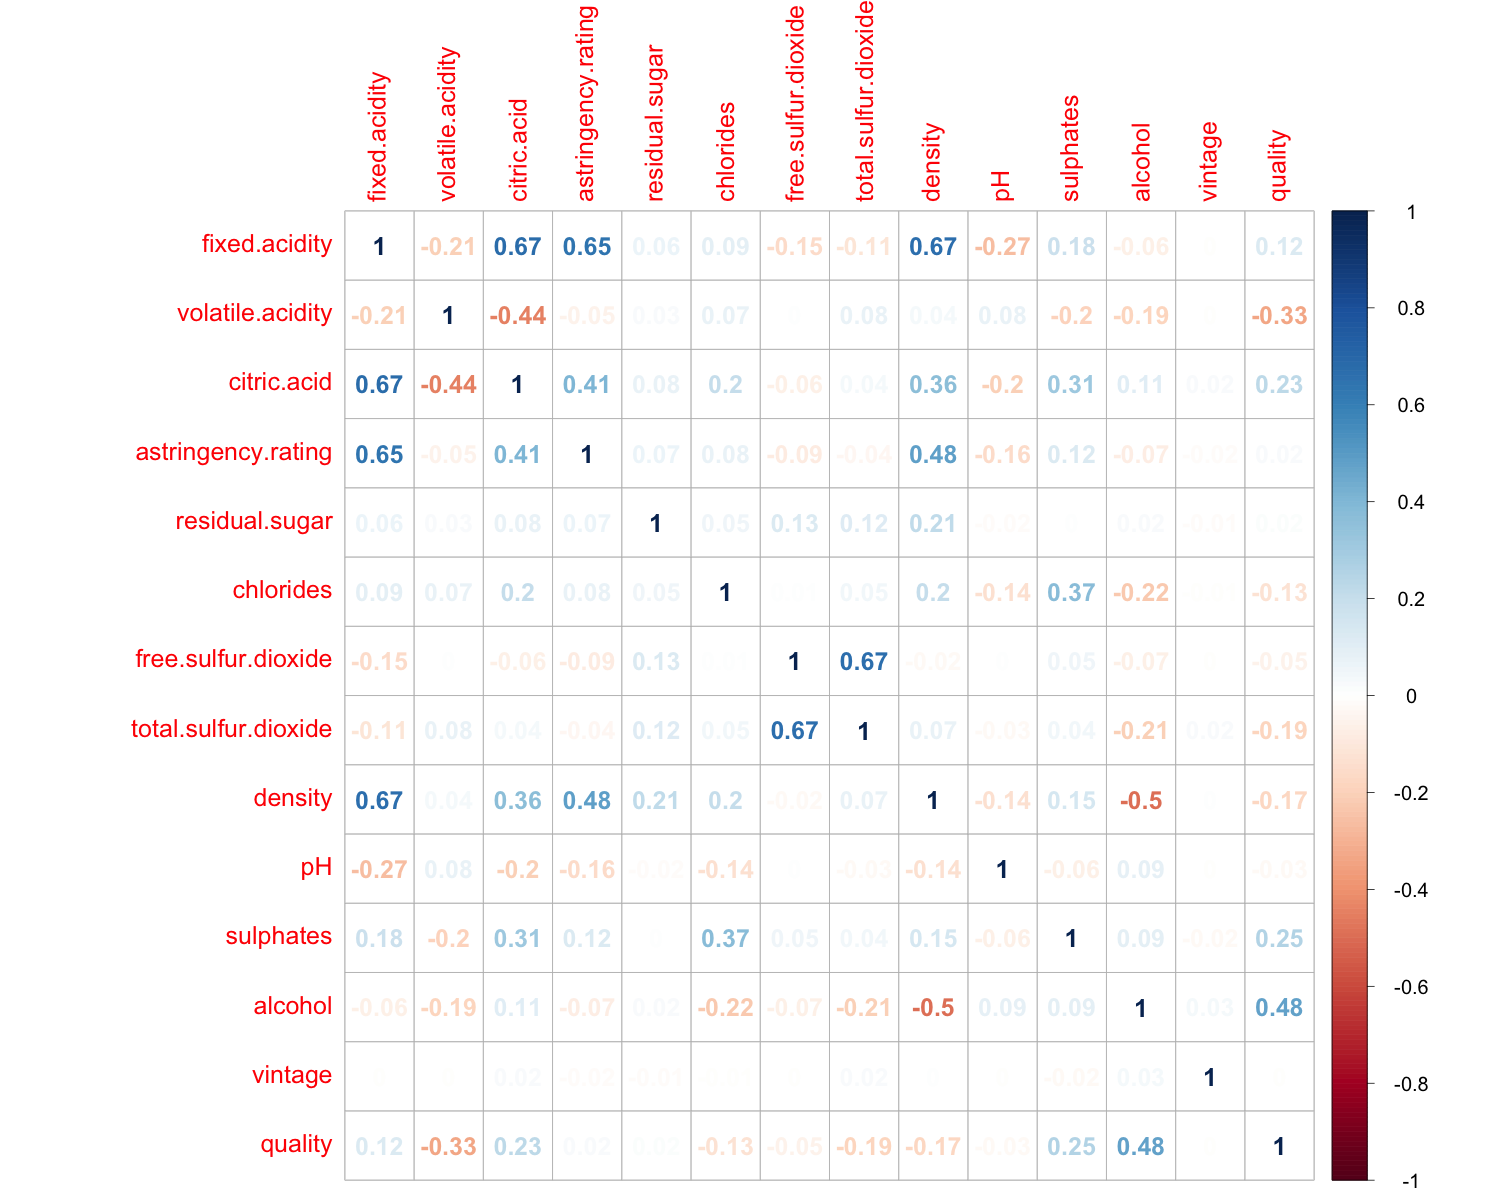 fixed.acidity volatile.acidity citric.acid astringency.rating residual.sugar chlorides free.sulfur.dioxide total.sulfur.dioxide density pH sulphates alcohol vintage quality
fixed.acidity 1 -0.21 0.67 0.65 0.06 0.09 -0.15 -0.11 0.67 -0.27 0.18 -0.06 0.12
volatile.acidity -0.21 1 -0.44 -0.05 0.03 0.07 0.08 0.04 0.08 -0.2 -0.19 -0.33
citric.acid 0.67 -0.44 1 0.41 0.08 0.2 -0.06 0.04 0.36 -0.2 0.31 0.11 0.02 0.23
astringency.rating 0.65 -0.05 0.41 1 0.07 0.08 -0.09 -0.04 0.48 -0.16 0.12 -0.07 -0.02 0.02
residual.sugar 0.06 0.03 0.08 0.07 1 0.05 0.13 0.12 0.21 -0.02 0.02 -0.01 0.02
chlorides 0.09 0.07 0.2 0.08 0.05 1 0.05 0.2 -0.14 0.37 -0.22 -0.13
free.sulfur.dioxide -0.15 -0.06 -0.09 0.13 1 0.67 -0.02 0.05 -0.07 -0.05
total.sulfur.dioxide -0.11 0.08 0.04 -0.04 0.12 0.05 0.67 1 0.07 -0.03 0.04 -0.21 0.02 -0.19
density 0.67 0.04 0.36 0.48 0.21 0.2 -0.02 0.07 1 -0.14 0.15 -0.5 -0.17
pH -0.27 0.08 -0.2 -0.16 -0.02 -0.14 -0.03 -0.14 1 -0.06 0.09 -0.03
sulphates 0.18 -0.2 0.31 0.12 0.37 0.05 0.04 0.15 -0.06 1 0.09 -0.02 0.25
alcohol -0.06 -0.19 0.11 -0.07 0.02 -0.22 -0.07 -0.21 -0.5 0.09 0.09 1 0.03 0.48
vintage 0.02 -0.02 -0.01 0.02 -0.02 0.03 1
quality 0.12 -0.33 0.23 0.02 0.02 -0.13 -0.05 -0.19 -0.17 -0.03 0.25 0.48 1
1
0.8
0.6
0.4
0.2
0
-0.2
-0.4
-0.6
-0.8
-1